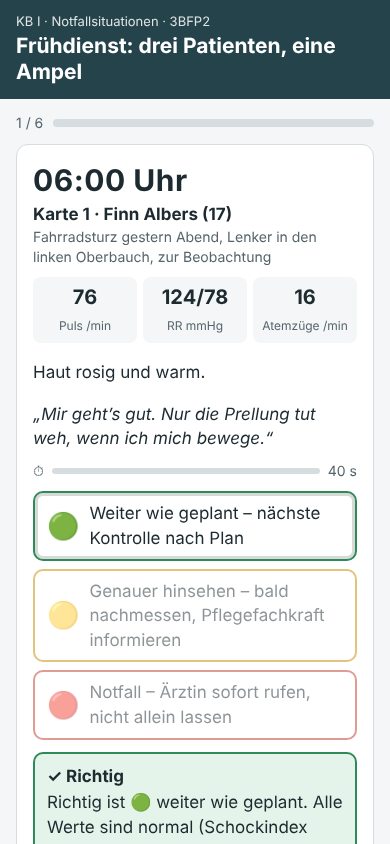 KB I · Notfallsituationen · 3BFP2
Frühdienst: drei Patienten, eine
Ampel
1 / 6
06:00 Uhr
Karte 1 · Finn Albers (17)
Fahrradsturz gestern Abend, Lenker in den
linken Oberbauch, zur Beobachtung
76 124/78 16
Puls /min RR mmHg Atemzüge /min
Haut rosig und warm.
„Mir geht’s gut. Nur die Prellung tut
weh, wenn ich mich bewege.“
40 s
Weiter wie geplant – nächste
Kontrolle nach Plan
Genauer hinsehen – bald
nachmessen, Pflegefachkraft
informieren
Notfall – Ärztin sofort rufen,
nicht allein lassen
✓ Richtig
Richtig ist 🟢 weiter wie geplant. Alle
Werte sind normal (Schockindex